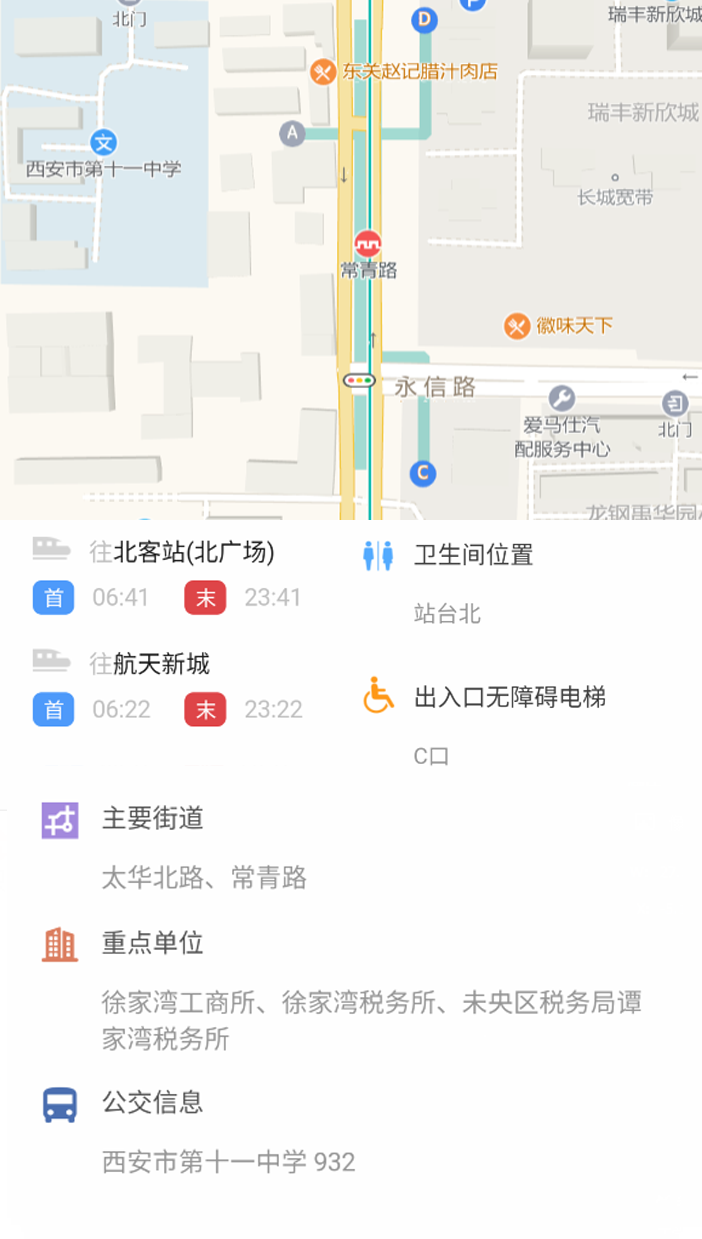 北门
D
P
瑞丰新欣城
东关赵记腊汁肉店
瑞丰新欣城
A
文
西安市第十一中学
长城宽带
常青路
徽味天下
永信路
爱马仕汽
配服务中心
北门
C
龙钢禹华园
往北客站(北广场)
首 06:41 末 23:41
卫生间位置
站台北
往航天新城
首 06:22 末 23:22
出入口无障碍电梯
C口
主要街道
太华北路、常青路
重点单位
徐家湾工商所、徐家湾税务所、未央区税务局谭
家湾税务所
公交信息
西安市第十一中学 932